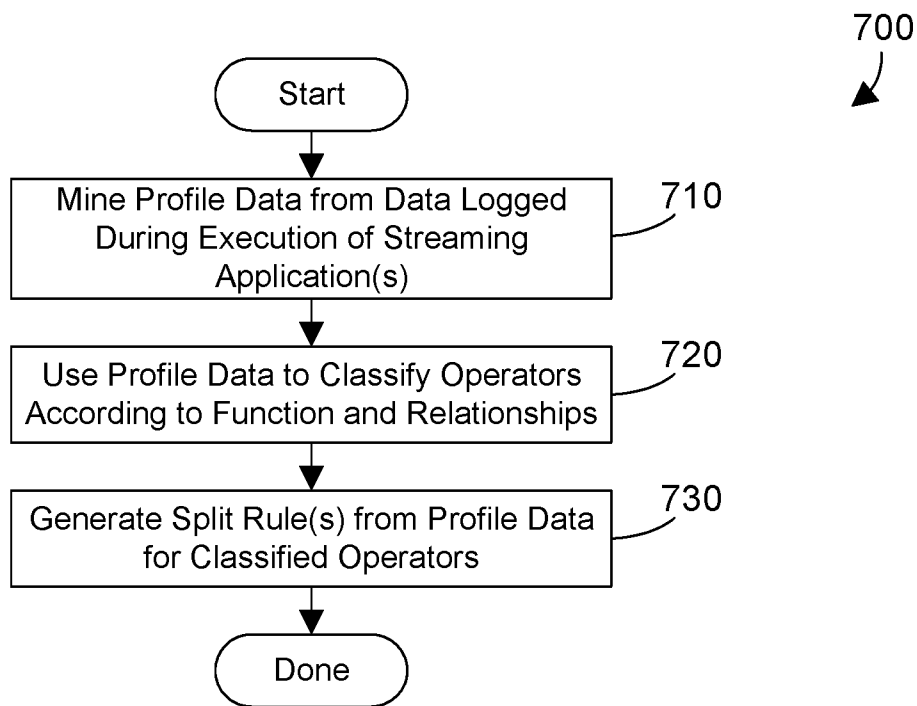 700
Start
Mine Profile Data from Data Logged
During Execution of Streaming
Application(s)
710
Use Profile Data to Classify Operators
According to Function and Relationships
720
Generate Split Rule(s) from Profile Data
for Classified Operators
730
Done